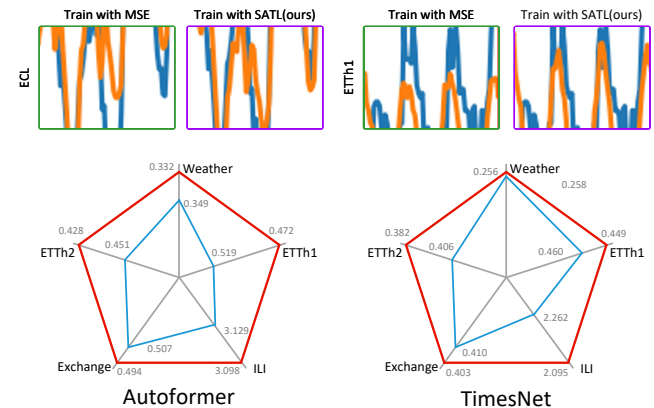 Train with MSE
Train with SATL(ours)
Train with MSE
Train with SATL(ours)
ECL
ETTh1
0.332
Weather
0.349
0.428
ETTh2
0.451
0.519
0.472
ETTh1
0.507
3.129
Exchange
0.494
3.098
ILI
Autoformer
0.256
Weather
0.258
0.382
ETTh2
0.406
0.460
0.449
ETTh1
2.262
0.410
Exchange
0.403
2.095
ILI
TimesNet